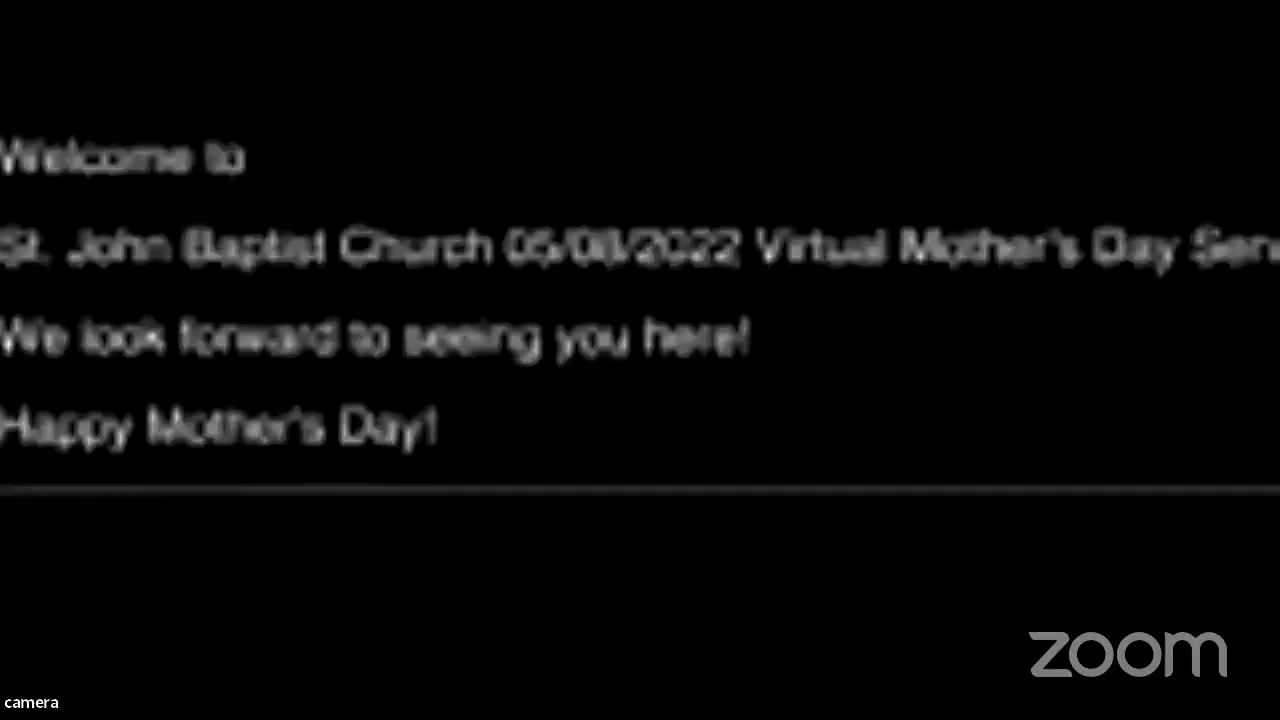 Welcome to
St. John Baptist Church 05/08/2022 Virtual Mother's Day
We look forward to seeing you here!
Happy Mother's Day!
zoom
camera